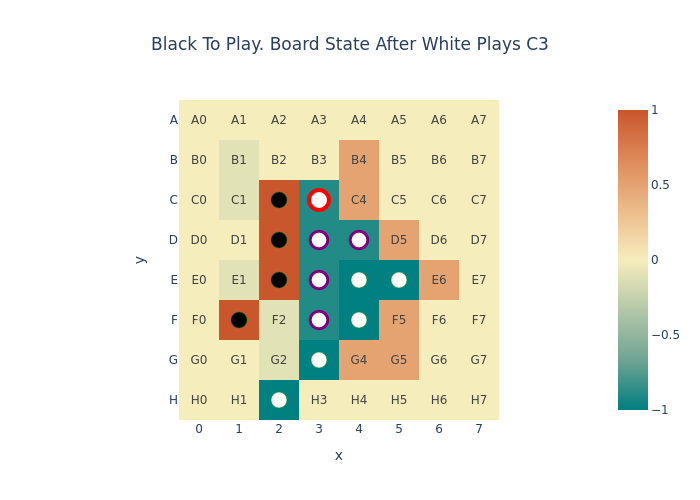 Black To Play. Board State After White Plays C3
A A0 A1 A2 A3 A4 A5 A6 A7
B B0 B1 B2 B3 B4 B5 B6 B7
C C0 C1 C4 C5 C6 C7
D D0 D1 D5 D6 D7
E E0 E1 E6 E7
F F0 F2 F5 F6 F7
G G0 G1 G2 G4 G5 G6 G7
H H0 H1 H3 H4 H5 H6 H7
0 1 2 3 4 5 6 7
x
y
1
0.5
0
−0.5
−1